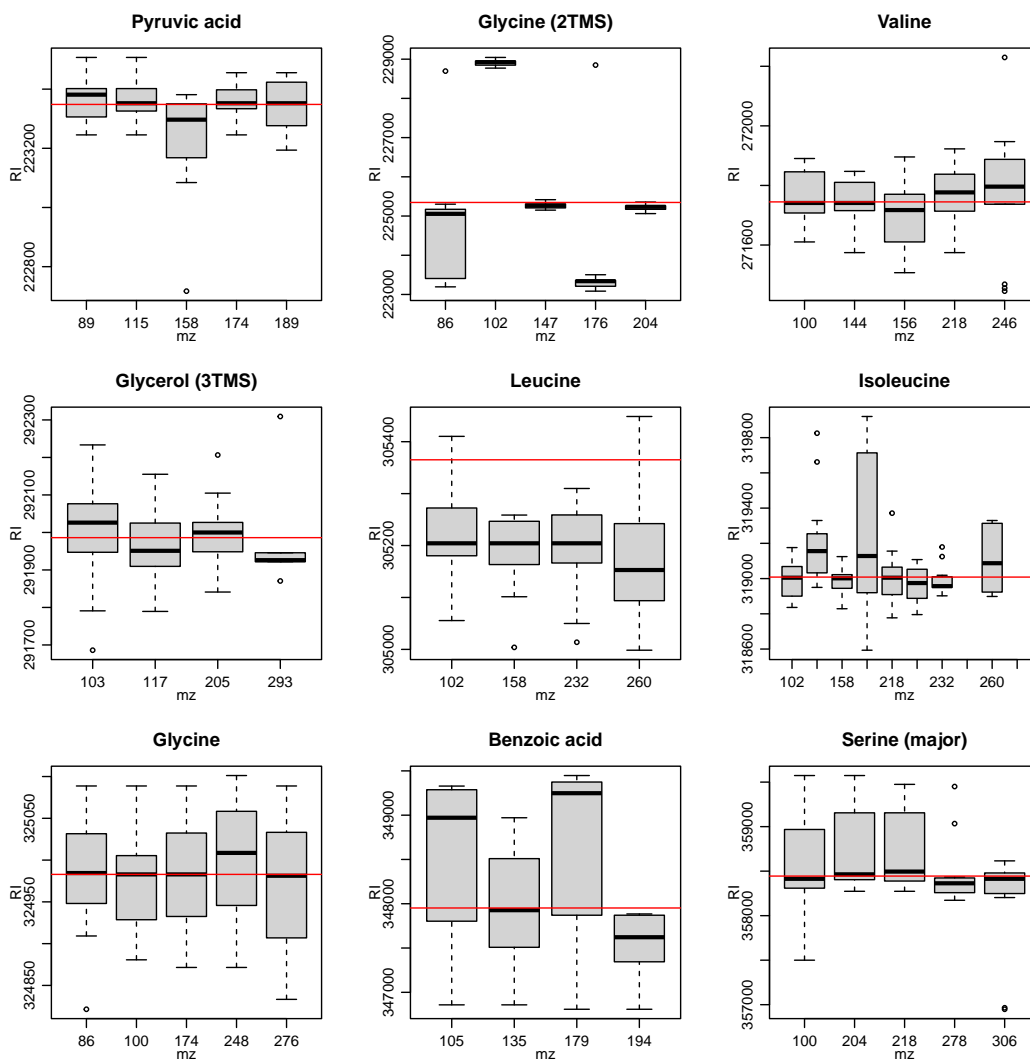 Pyruvic acid
RI
223200
222800
89 115 158 174 189
mz
Glycine (2TMS)
RI
229000
227000
225000
223000
86 102 147 176 204
mz
Valine
RI
272000
271600
100 144 156 218 246
mz
Glycerol (3TMS)
RI
292300
292100
291900
291700
103 117 205 293
mz
Leucine
RI
305400
305200
305000
102 158 232 260
mz
Isoleucine
RI
319800
319400
319000
318600
102 158 218 232 260
mz
Glycine
RI
325050
324950
324850
86 100 174 248 276
mz
Benzoic acid
RI
349000
348000
347000
105 135 179 194
mz
Serine (major)
RI
359000
358000
357000
100 204 218 278 306
mz